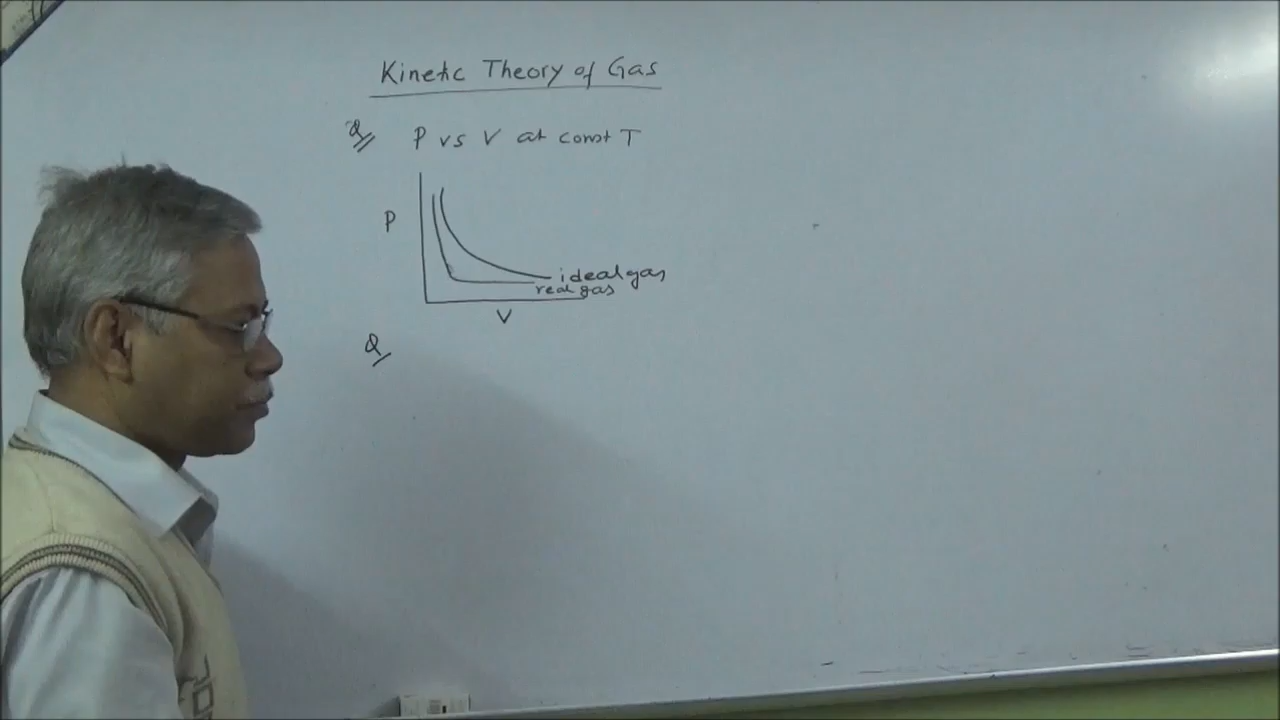 Kinetic Theory of Gas
Q P vs V at const T
P
ideal gas
real gas
V
Q